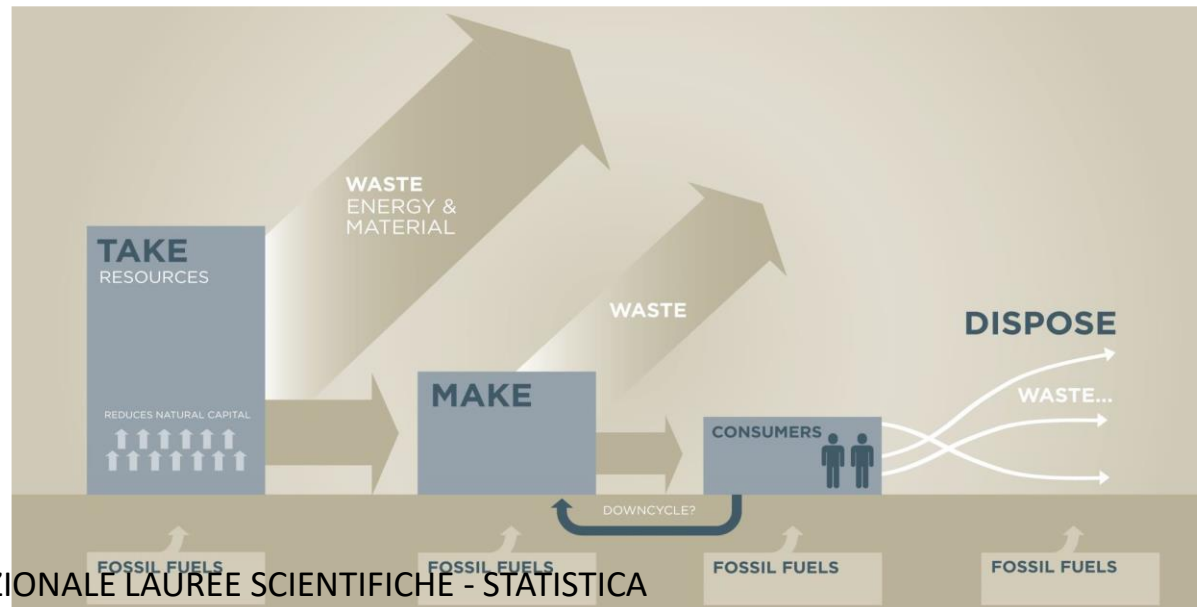 WASTE
ENERGY &
MATERIAL
TAKE
RESOURCES
WASTE
DISPOSE
REDUCES NATURAL CAPITAL
MAKE
WASTE...
CONSUMERS
DOWNCYCLE?
FOSSIL FUELS
FOSSIL FUELS
FOSSIL FUELS
FOSSIL FUELS
ZIONALE LAUREE SCIENTIFICHE - STATISTICA